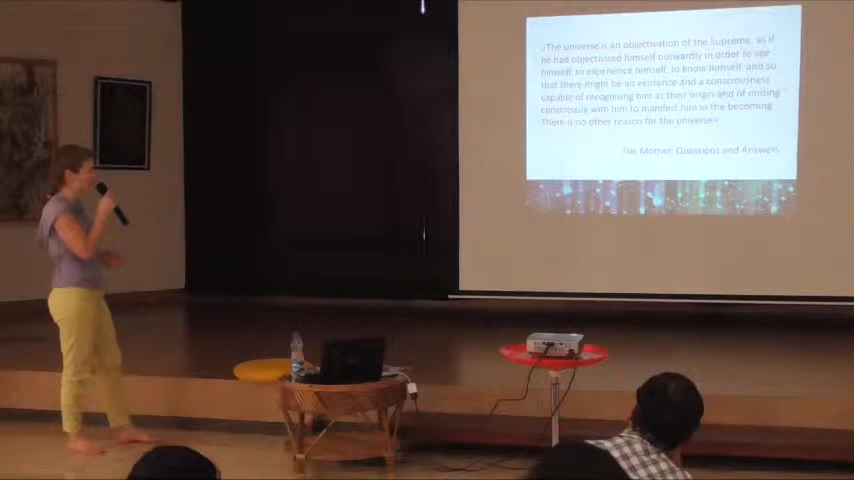 «The universe is an objectivation of the Supreme, as if
he had objectivised himself outwardly in order to see
himself, to experience himself, to know himself, and so
that there might be an existence and a consciousness
capable of recognising him as their origin and of uniting
consciously with him to manifest him in the becoming.
There is no other reason for the universe»
The Mother: Questions and Answers